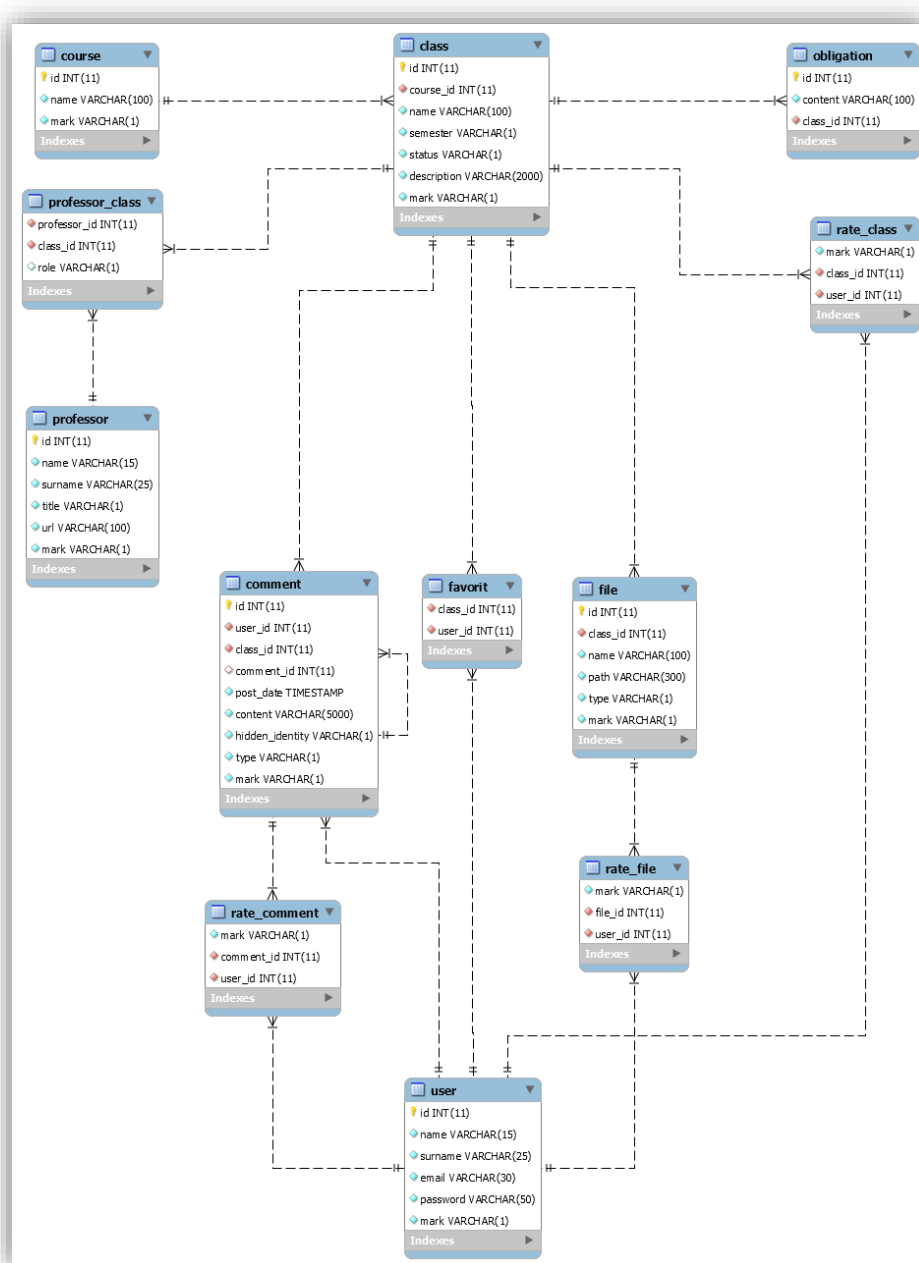 course
id INT(11)
name VARCHAR(100)
mark VARCHAR(1)
Indexes
class
id INT(11)
course_id INT(11)
name VARCHAR(100)
semester VARCHAR(1)
status VARCHAR(1)
description VARCHAR(2000)
mark VARCHAR(1)
Indexes
obligation
id INT(11)
content VARCHAR(100)
class_id INT(11)
Indexes
professor_class
professor_id INT(11)
class_id INT(11)
role VARCHAR(1)
Indexes
rate_class
mark VARCHAR(1)
class_id INT(11)
user_id INT(11)
Indexes
professor
id INT(11)
name VARCHAR(15)
surname VARCHAR(25)
title VARCHAR(1)
url VARCHAR(100)
mark VARCHAR(1)
Indexes
comment
id INT(11)
user_id INT(11)
class_id INT(11)
comment_id INT(11)
post_date TIMESTAMP
content VARCHAR(5000)
hidden_identity VARCHAR(1)
type VARCHAR(1)
mark VARCHAR(1)
Indexes
favorit
class_id INT(11)
user_id INT(11)
Indexes
file
id INT(11)
class_id INT(11)
name VARCHAR(100)
path VARCHAR(300)
type VARCHAR(1)
mark VARCHAR(1)
Indexes
rate_comment
mark VARCHAR(1)
comment_id INT(11)
user_id INT(11)
Indexes
rate_file
mark VARCHAR(1)
file_id INT(11)
user_id INT(11)
Indexes
user
id INT(11)
name VARCHAR(15)
surname VARCHAR(25)
email VARCHAR(30)
password VARCHAR(50)
mark VARCHAR(1)
Indexes